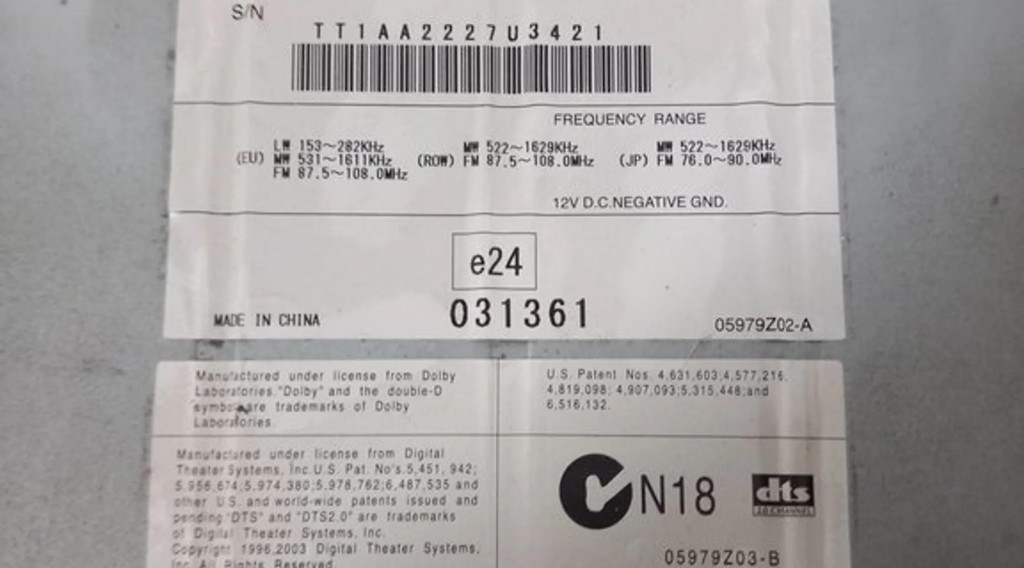 S/N
TT1AA2227U3421
FREQUENCY RANGE
(EU) LW 153~282KHz
MW 531~1611KHz
FM 87.5~108.0MHz
(ROW) MW 522~1629KHz
FM 87.5~108.0MHz
(JP) MW 522~1629KHz
FM 76.0~90.0MHz
12V D.C.NEGATIVE GND.
e24
031361
MADE IN CHINA
05979Z02-A
Manufactured under license from Dolby
Laboratories."Dolby" and the double-D
symbol are trademarks of Dolby
Laboratories.
U.S. Patent Nos. 4,631,603,4,577,216,
4,819,098; 4,907,093;5,315,448;and
6,516,132.
Manufactured under license from Digital
Theater Systems, Inc.U.S. Pat. No's.5,451, 942;
5,956,674;5,974,380;5,978,762;6,487,535 and
other U.S. and world-wide patents issued and
pending."DTS" and "DTS2.0" are trademarks
of Digital Theater Systems, Inc.
Copyright 1996,2003 Digital Theater Systems,
Inc. All Rights Reserved.
N18
dts
2.0 CHANNEL
05979Z03-B